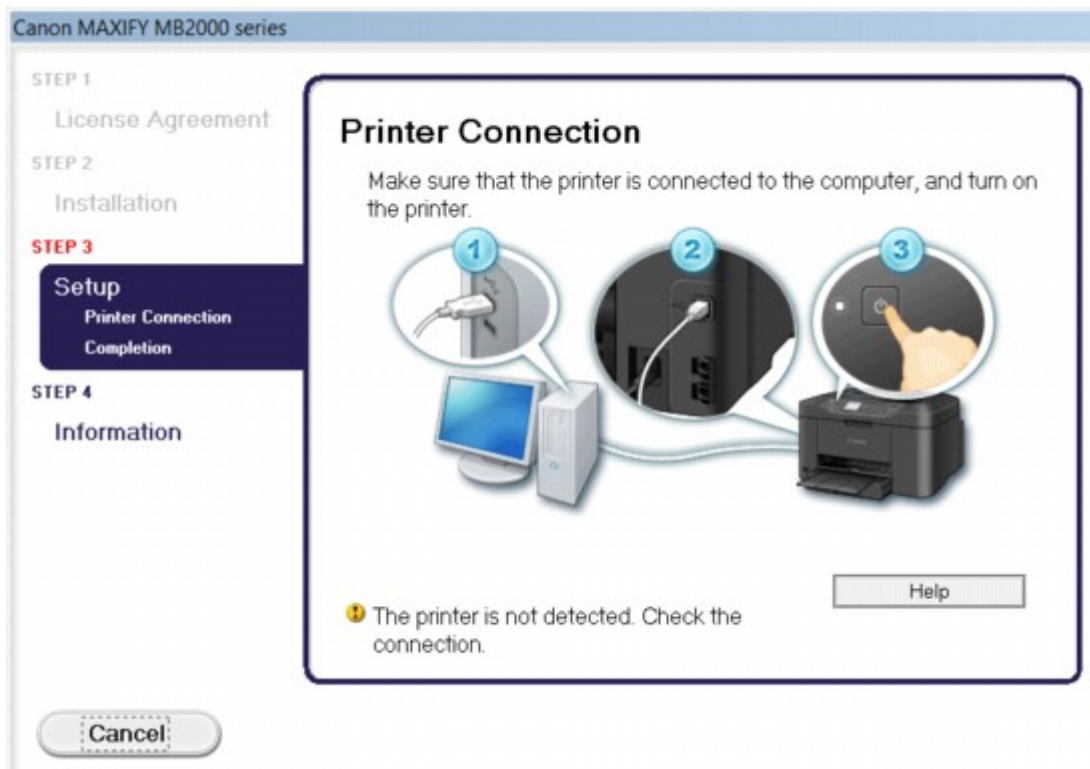 Canon MAXIFY MB2000 series
STEP 1
License Agreement
STEP 2
Installation
STEP 3
Setup
Printer Connection
Completion
STEP 4
Information
Printer Connection
Make sure that the printer is connected to the computer, and turn on
the printer.
1
2
3
The printer is not detected. Check the
connection.
Help
Cancel